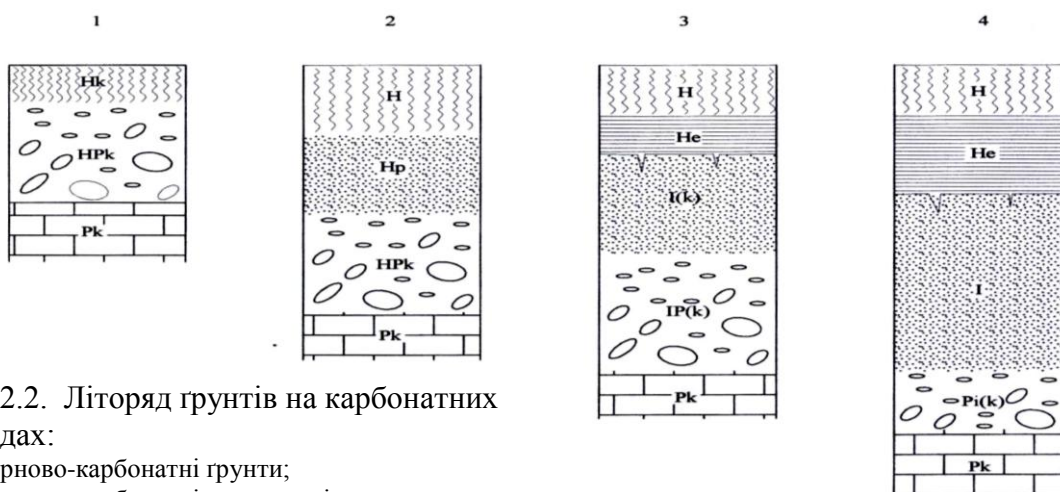 1
2
3
4
Hk
HPk
Pk
H
Hp
HPk
Pk
H
He
I(k)
IP(k)
Pk
H
He
I
Pi(k)
Pk
2.2. Літоряд ґрунтів на карбонатних
дах:
рново-карбонатні ґрунти;